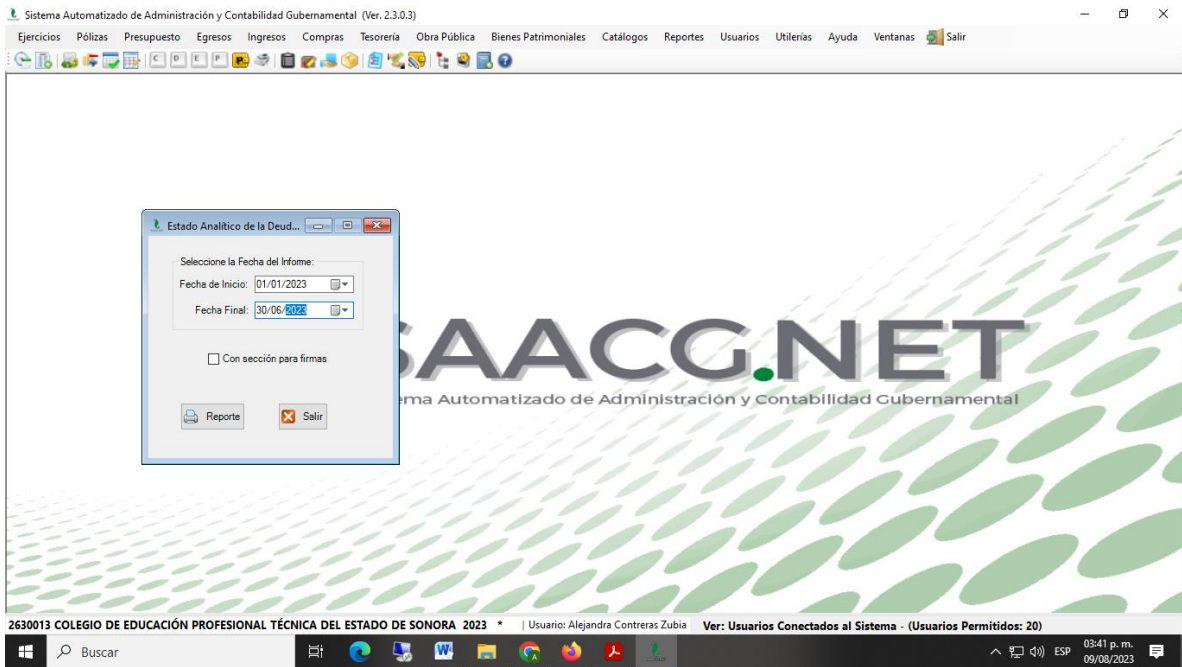 Sistema Automatizado de Administración y Contabilidad Gubernamental (Ver. 2.3.0.3)
Ejercicios Pólizas Presupuesto Egresos Ingresos Compras Tesorería Obra Pública Bienes Patrimoniales Catálogos Reportes Usuarios Utilerías Ayuda Ventanas Salir
C D E P P
Estado Analítico de la Deud...
Seleccione la Fecha del Informe:
Fecha de Inicio: 01/01/2023
Fecha Final: 30/06/2023
Con sección para firmas
Reporte Salir
SAACG.NET
ema Automatizado de Administración y Contabilidad Gubernamental
2630013 COLEGIO DE EDUCACIÓN PROFESIONAL TÉCNICA DEL ESTADO DE SONORA 2023 * | Usuario: Alejandra Contreras Zubia Ver: Usuarios Conectados al Sistema - (Usuarios Permitidos: 20)
Buscar
ESP
03:41 p. m.
09/08/2023